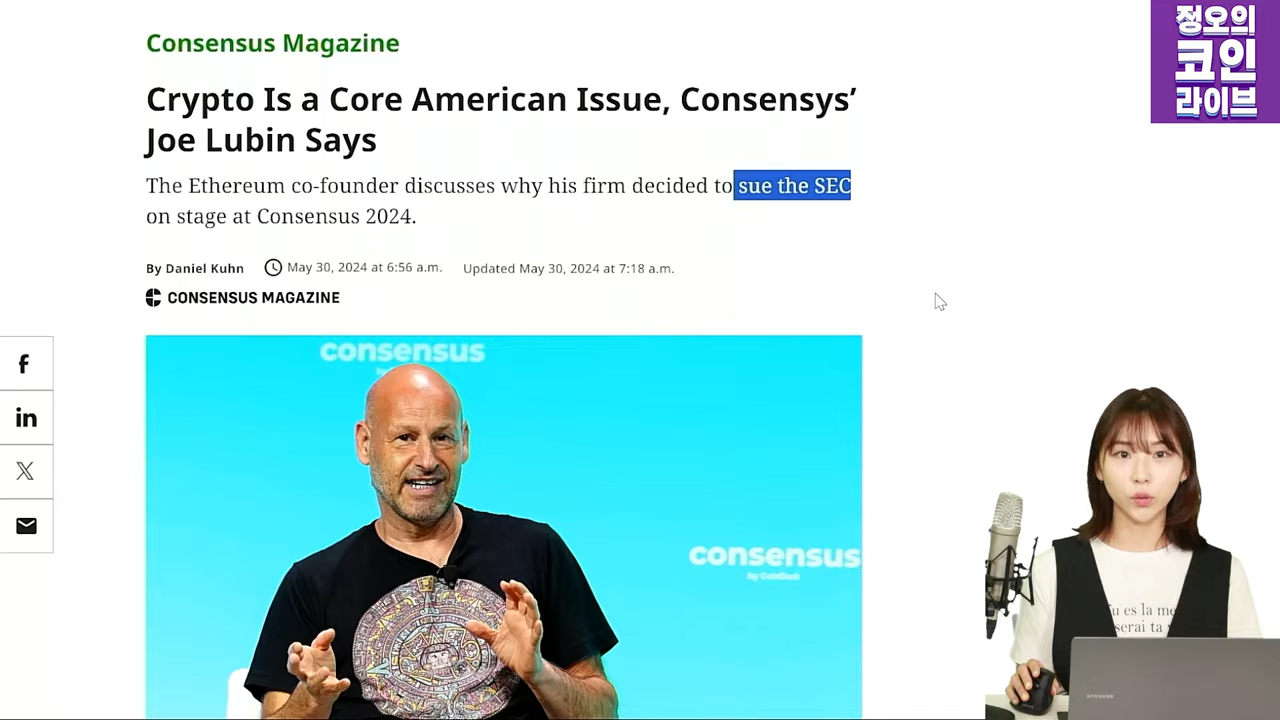 Consensus Magazine
정오의
코인
라이브
Crypto Is a Core American Issue, Consensys’
Joe Lubin Says
The Ethereum co-founder discusses why his firm decided to sue the SEC
on stage at Consensus 2024.
By Daniel Kuhn May 30, 2024 at 6:56 a.m. Updated May 30, 2024 at 7:18 a.m.
CONSENSUS MAGAZINE
consensus
consensus
by CoinDesk
SAMSUNG